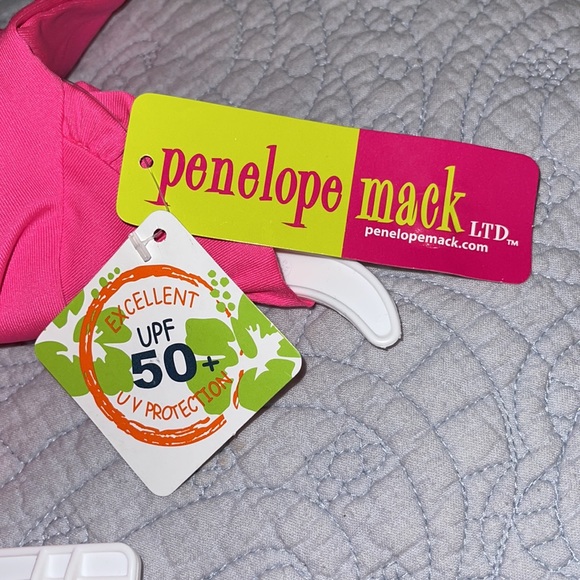 penelope mack LTD™
penelopemack.com
EXCELLENT
UPF
50+
UV PROTECTION